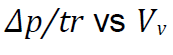 Δp/tr vs Vᵥ